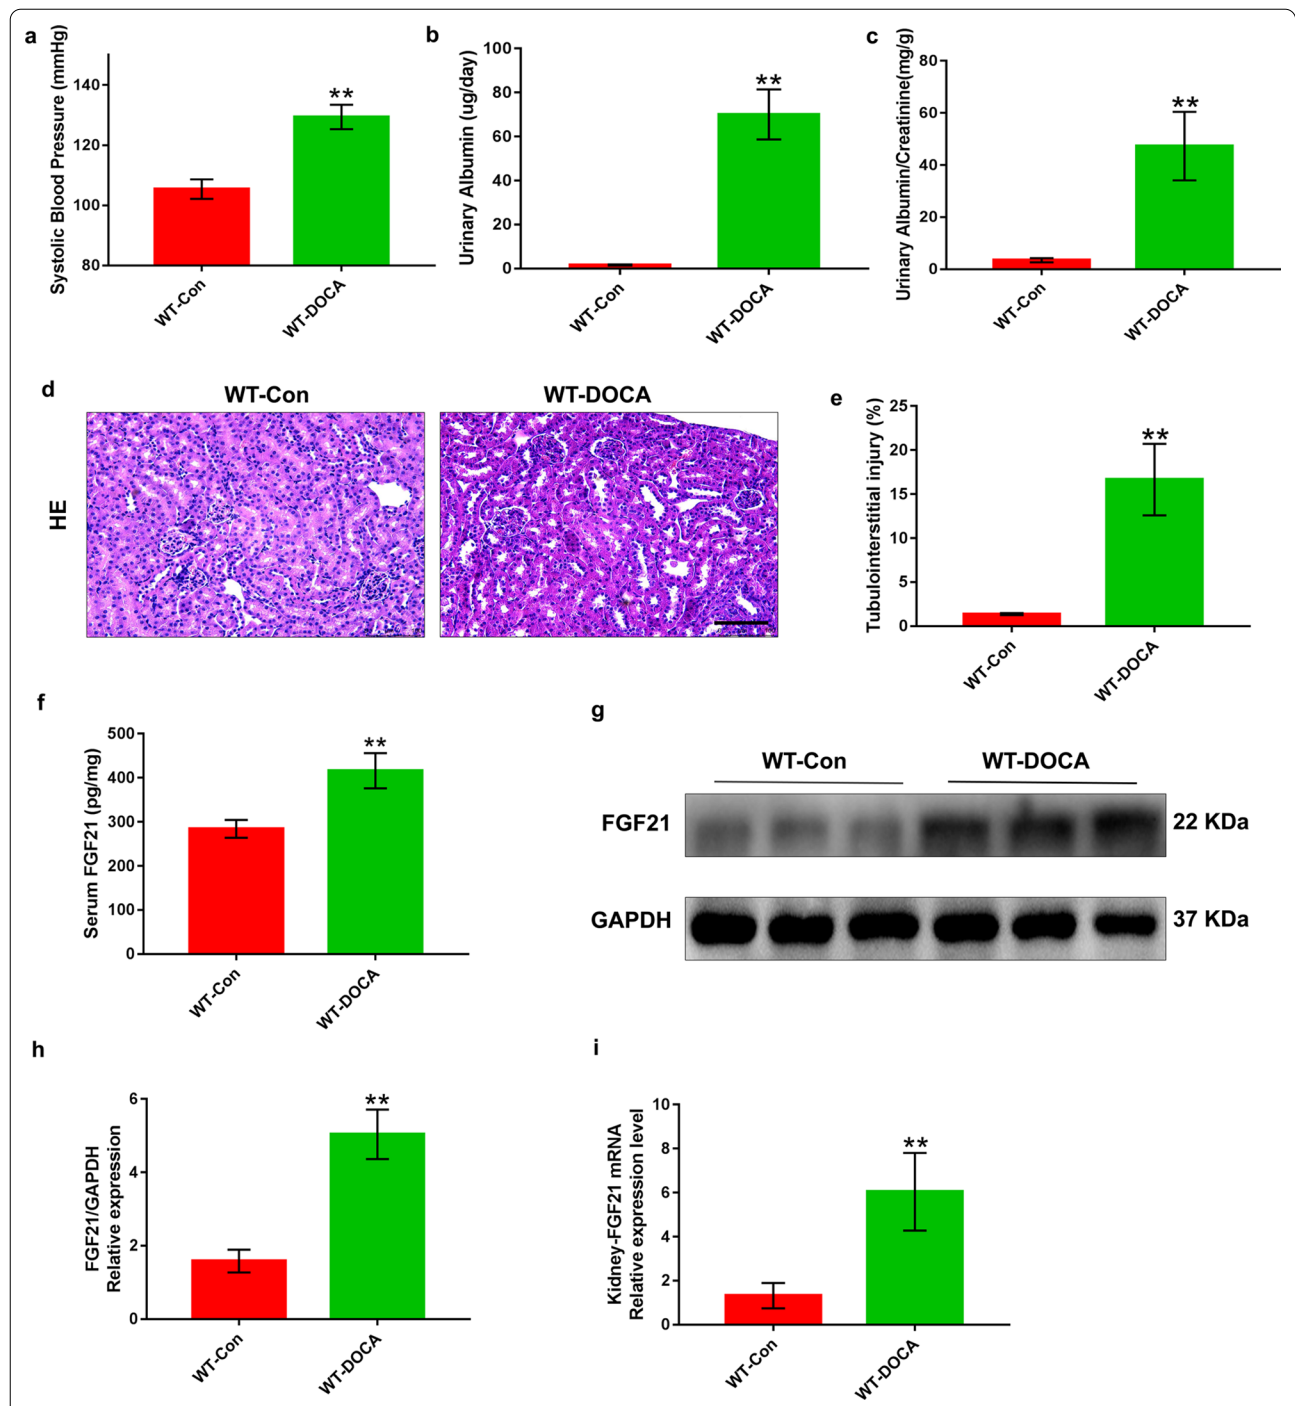 a
Systolic Blood Pressure (mmHg)
140
120
100
80
**
WT-Con
WT-DOCA
b
Urinary Albumin (ug/day)
100
80
60
40
20
0
**
WT-Con
WT-DOCA
c
Urinary Albumin/Creatinine(mg/g)
80
60
40
20
0
**
WT-Con
WT-DOCA
d
WT-Con
WT-DOCA
HE
e
Tubulointerstitial injury (%)
25
20
15
10
5
0
**
WT-Con
WT-DOCA
f
Serum FGF21 (pg/mg)
500
400
300
200
100
0
**
WT-Con
WT-DOCA
g
WT-Con
WT-DOCA
FGF21
22 KDa
GAPDH
37 KDa
h
FGF21/GAPDH
Relative expression
6
4
2
0
**
WT-Con
WT-DOCA
i
Kidney-FGF21 mRNA
Relative expression level
10
8
6
4
2
0
**
WT-Con
WT-DOCA